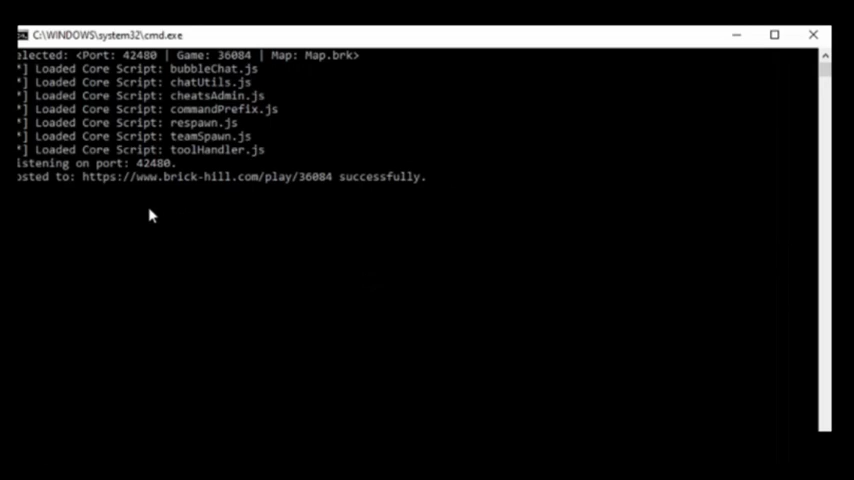 C:\WINDOWS\system32\cmd.exe
elected: <Port: 42480 | Game: 36084 | Map: Map.brk>
*] Loaded Core Script: bubbleChat.js
*] Loaded Core Script: chatUtils.js
*] Loaded Core Script: cheatsAdmin.js
*] Loaded Core Script: commandPrefix.js
*] Loaded Core Script: respawn.js
*] Loaded Core Script: teamSpawn.js
*] Loaded Core Script: toolHandler.js
istening on port: 42480.
osted to: https://www.brick-hill.com/play/36084 successfully.